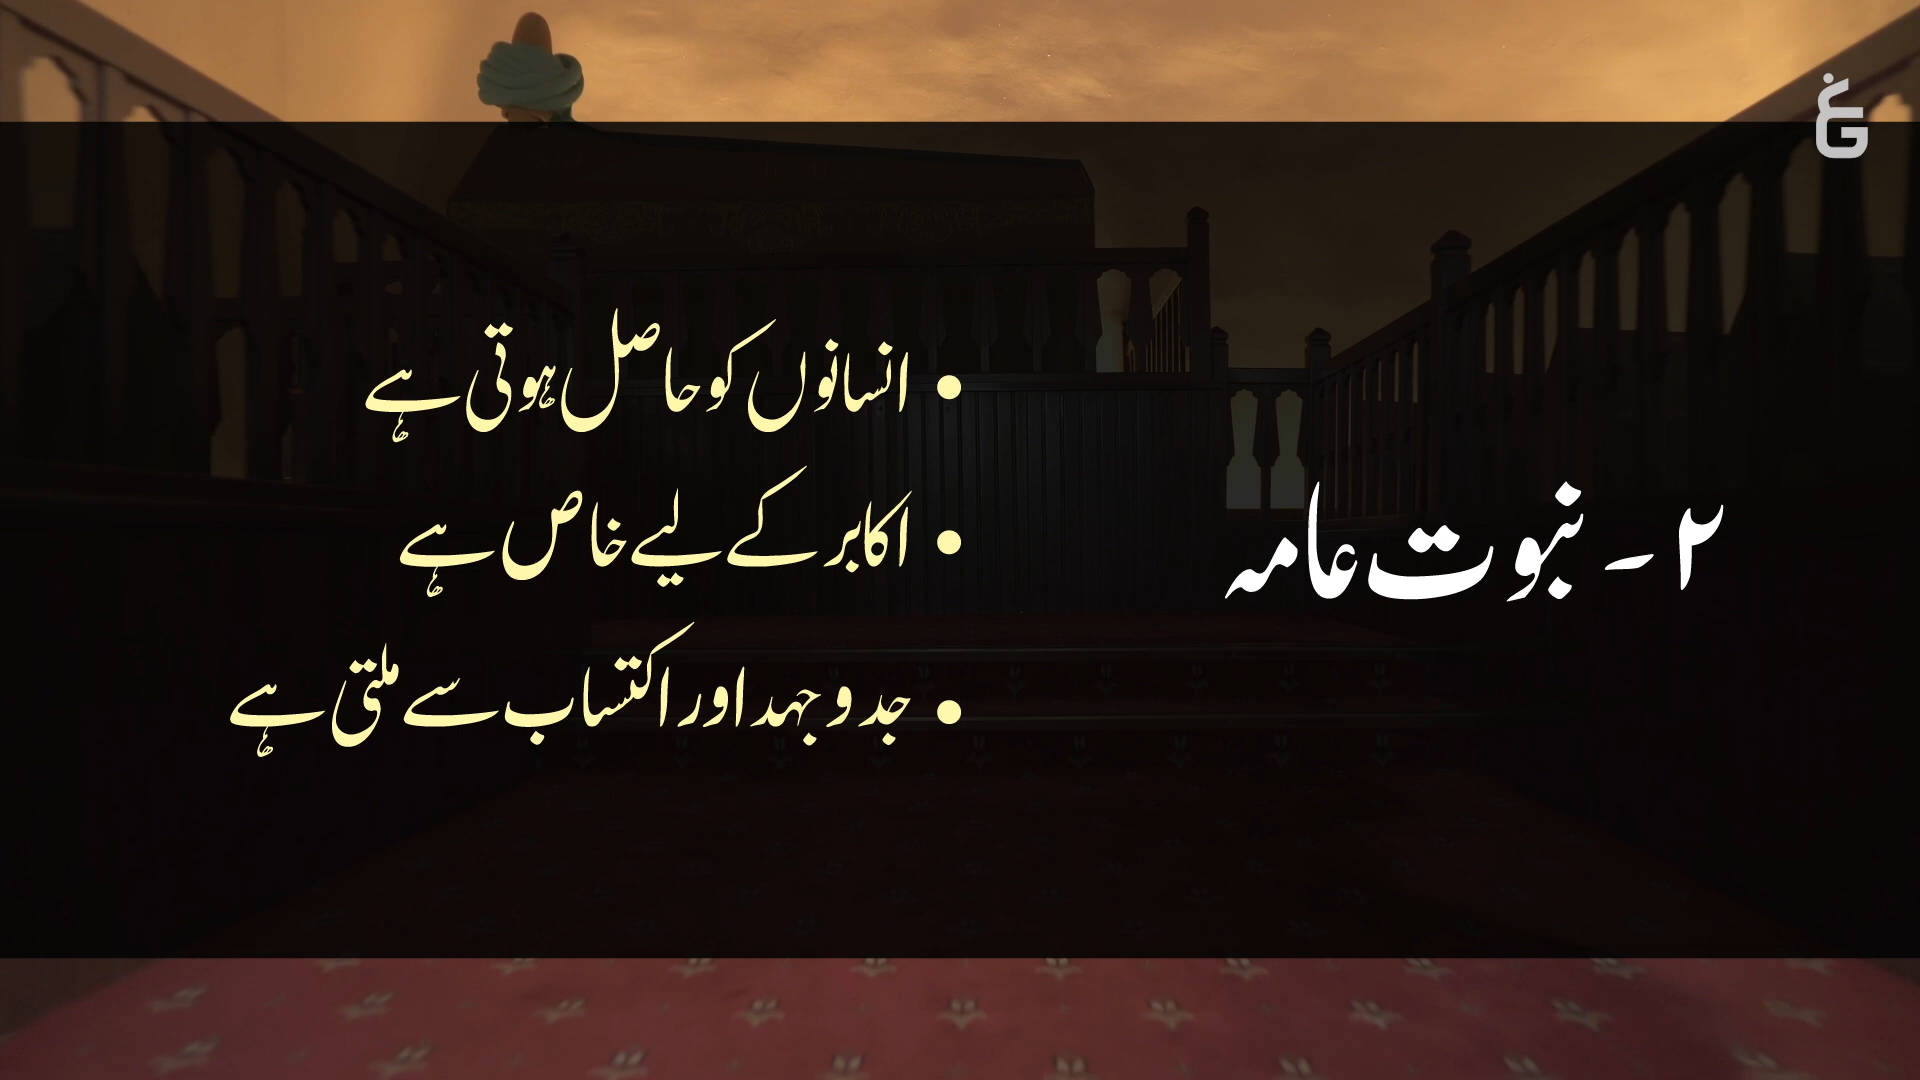 ۲۔ نبوت عامہ
• انسانوں کو حاصل ہوتی ہے
• اکابر کے لیے خاص ہے
• جد و جہد اور اکتساب سے ملتی ہے